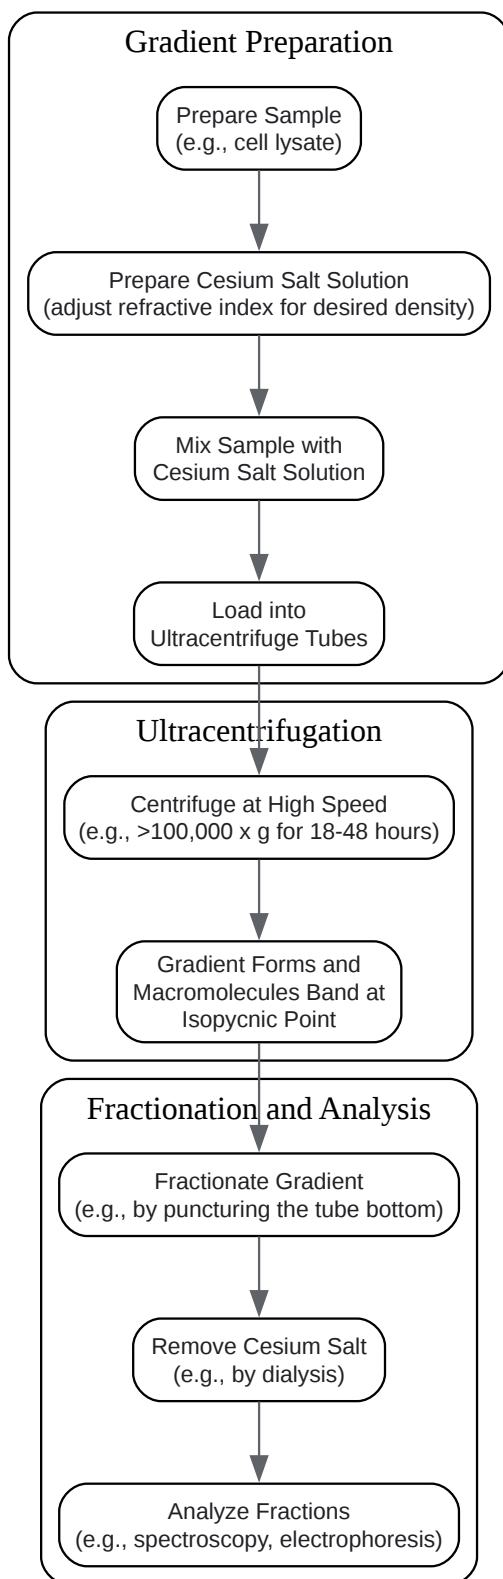 Gradient Preparation
Prepare Sample
(e.g., cell lysate)
Prepare Cesium Salt Solution
(adjust refractive index for desired density)
Mix Sample with
Cesium Salt Solution
Load into
Ultracentrifuge Tubes
Ultracentrifugation
Centrifuge at High Speed
(e.g., >100,000 x g for 18-48 hours)
Gradient Forms and
Macromolecules Band at
Isopycnic Point
Fractionation and Analysis
Fractionate Gradient
(e.g., by puncturing the tube bottom)
Remove Cesium Salt
(e.g., by dialysis)
Analyze Fractions
(e.g., spectroscopy, electrophoresis)